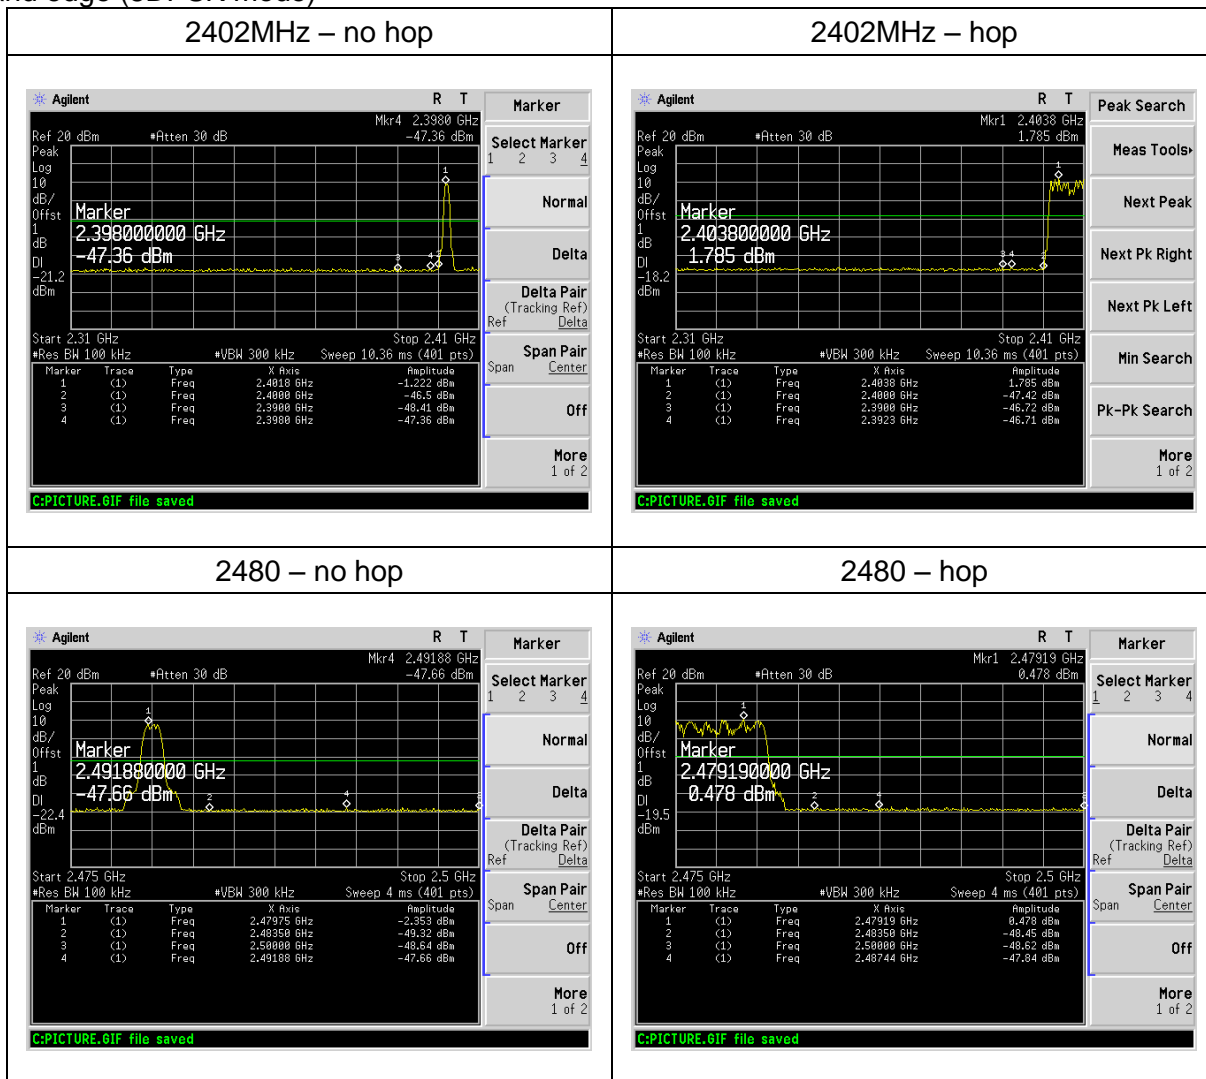 2402MHz – no hop
2402MHz – hop
Agilent R T
Marker
Mkr4 2.3980 GHz
Ref 20 dBm #Atten 30 dB -47.36 dBm
Peak
Log
10
dB/
Offst
1
dB
DI
-21.2
dBm
1
3 4
Marker
2.398000000 GHz
-47.36 dBm
Start 2.31 GHz Stop 2.41 GHz
#Res BW 100 kHz #VBW 300 kHz Sweep 10.36 ms (401 pts)
Marker Trace Type X Axis Amplitude
1 (1) Freq 2.4018 GHz -1.222 dBm
2 (1) Freq 2.4000 GHz -46.5 dBm
3 (1) Freq 2.3900 GHz -48.41 dBm
4 (1) Freq 2.3980 GHz -47.36 dBm
Select Marker
1 2 3 4
Normal
Delta
Delta Pair
(Tracking Ref)
Ref Delta
Span Pair
Span Center
Off
More
1 of 2
C:PICTURE.GIF file saved
Agilent R T
Peak Search
Mkr1 2.4038 GHz
Ref 20 dBm #Atten 30 dB 1.785 dBm
Peak
Log
10
dB/
Offst
1
dB
DI
-18.2
dBm
1
3 4
Marker
2.403800000 GHz
1.785 dBm
Start 2.31 GHz Stop 2.41 GHz
#Res BW 100 kHz #VBW 300 kHz Sweep 10.36 ms (401 pts)
Marker Trace Type X Axis Amplitude
1 (1) Freq 2.4038 GHz 1.785 dBm
2 (1) Freq 2.4000 GHz -47.42 dBm
3 (1) Freq 2.3900 GHz -46.72 dBm
4 (1) Freq 2.3923 GHz -46.71 dBm
Meas Tools
Next Peak
Next Pk Right
Next Pk Left
Min Search
Pk-Pk Search
More
1 of 2
C:PICTURE.GIF file saved
2480 – no hop
2480 – hop
Agilent R T
Marker
Mkr4 2.49188 GHz
Ref 20 dBm #Atten 30 dB -47.66 dBm
Peak
Log
10
dB/
Offst
1
dB
DI
-22.4
dBm
1
2 4
Marker
2.491880000 GHz
-47.66 dBm
Start 2.475 GHz Stop 2.5 GHz
#Res BW 100 kHz #VBW 300 kHz Sweep 4 ms (401 pts)
Marker Trace Type X Axis Amplitude
1 (1) Freq 2.47975 GHz -2.353 dBm
2 (1) Freq 2.48350 GHz -49.32 dBm
3 (1) Freq 2.50000 GHz -48.64 dBm
4 (1) Freq 2.49188 GHz -47.66 dBm
Select Marker
1 2 3 4
Normal
Delta
Delta Pair
(Tracking Ref)
Ref Delta
Span Pair
Span Center
Off
More
1 of 2
C:PICTURE.GIF file saved
Agilent R T
Marker
Mkr1 2.47919 GHz
Ref 20 dBm #Atten 30 dB 0.478 dBm
Peak
Log
10
dB/
Offst
1
dB
DI
-19.5
dBm
1
2 4
Marker
2.479190000 GHz
0.478 dBm
Start 2.475 GHz Stop 2.5 GHz
#Res BW 100 kHz #VBW 300 kHz Sweep 4 ms (401 pts)
Marker Trace Type X Axis Amplitude
1 (1) Freq 2.47919 GHz 0.478 dBm
2 (1) Freq 2.48350 GHz -48.45 dBm
3 (1) Freq 2.50000 GHz -48.62 dBm
4 (1) Freq 2.48744 GHz -47.84 dBm
Select Marker
1 2 3 4
Normal
Delta
Delta Pair
(Tracking Ref)
Ref Delta
Span Pair
Span Center
Off
More
1 of 2
C:PICTURE.GIF file saved